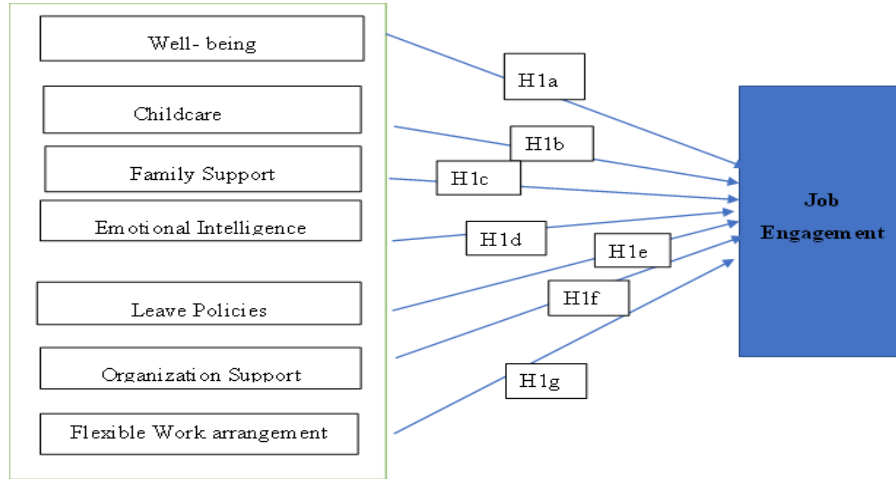 Well- being
Childcare
Family Support
Emotional Intelligence
Leave Policies
Organization Support
Flexible Work arrangement
H1a
H1b
H1c
H1d
H1e
H1f
H1g
Job
Engagement